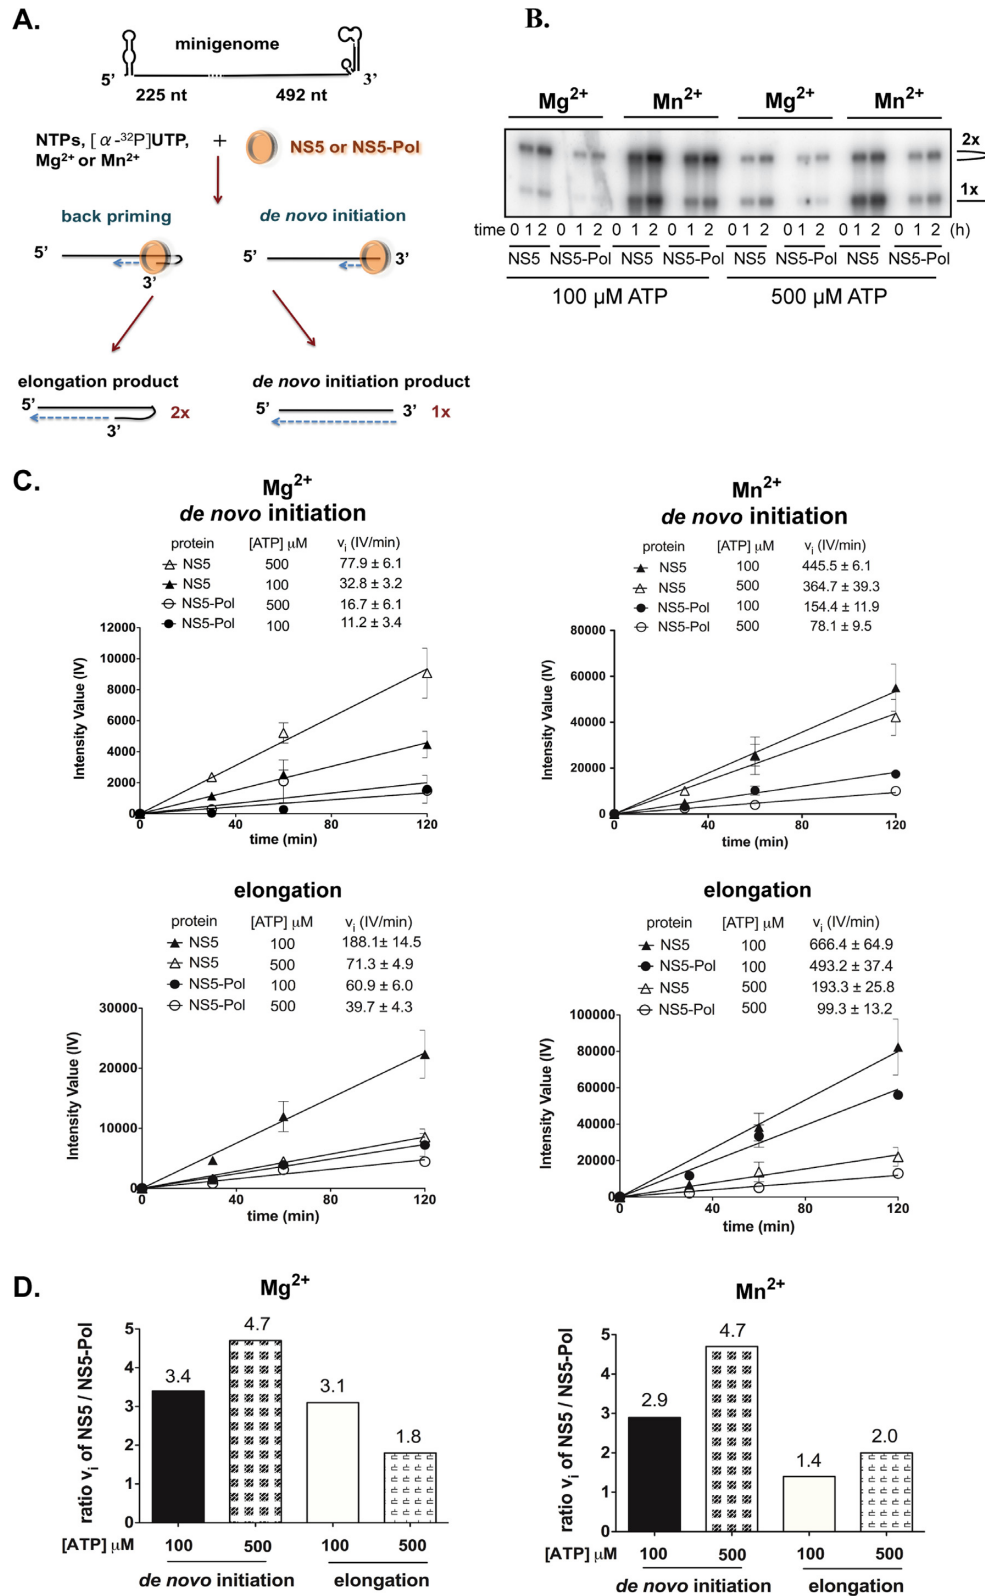 A.
minigenome
5' 3'
225 nt 492 nt
NTPs, [α-³²P]UTP,
Mg²⁺ or Mn²⁺
+
NS5 or NS5-Pol
back priming de novo initiation
5' 5' 3'
3'
elongation product de novo initiation product
5' 2x 5' 3' 1x
3'
B.
Mg²⁺ Mn²⁺ Mg²⁺ Mn²⁺
2x
1x
time 0 1 2 0 1 2 0 1 2 0 1 2 0 1 2 0 1 2 0 1 2 0 1 2 (h)
NS5 NS5-Pol NS5 NS5-Pol NS5 NS5-Pol NS5 NS5-Pol
100 µM ATP 500 µM ATP
C.
Mg²⁺
de novo initiation
protein [ATP] µM vi (IV/min)
NS5 500 77.9 ± 6.1
NS5 100 32.8 ± 3.2
NS5-Pol 500 16.7 ± 6.1
NS5-Pol 100 11.2 ± 3.4
12000
10000
8000
6000
4000
2000
0
Intensity Value (IV)
0 40 80 120
time (min)
Mn²⁺
de novo initiation
protein [ATP] µM vi (IV/min)
NS5 100 445.5 ± 6.1
NS5 500 364.7 ± 39.3
NS5-Pol 100 154.4 ± 11.9
NS5-Pol 500 78.1 ± 9.5
80000
60000
40000
20000
0
Intensity Value (IV)
0 40 80 120
time (min)
elongation
protein [ATP] µM vi (IV/min)
NS5 100 188.1 ± 14.5
NS5 500 71.3 ± 4.9
NS5-Pol 100 60.9 ± 6.0
NS5-Pol 500 39.7 ± 4.3
30000
20000
10000
0
Intensity Value (IV)
0 40 80 120
time (min)
elongation
protein [ATP] µM vi (IV/min)
NS5 100 666.4 ± 64.9
NS5-Pol 100 493.2 ± 37.4
NS5 500 193.3 ± 25.8
NS5-Pol 500 99.3 ± 13.2
100000
80000
60000
40000
20000
0
Intensity Value (IV)
0 40 80 120
time (min)
D.
Mg²⁺
ratio vi of NS5 / NS5-Pol
5
4
3
2
1
0
3.4 4.7 3.1 1.8
[ATP] µM 100 500 100 500
de novo initiation elongation
Mn²⁺
ratio vi of NS5 / NS5-Pol
5
4
3
2
1
0
2.9 4.7 1.4 2.0
[ATP] µM 100 500 100 500
de novo initiation elongation